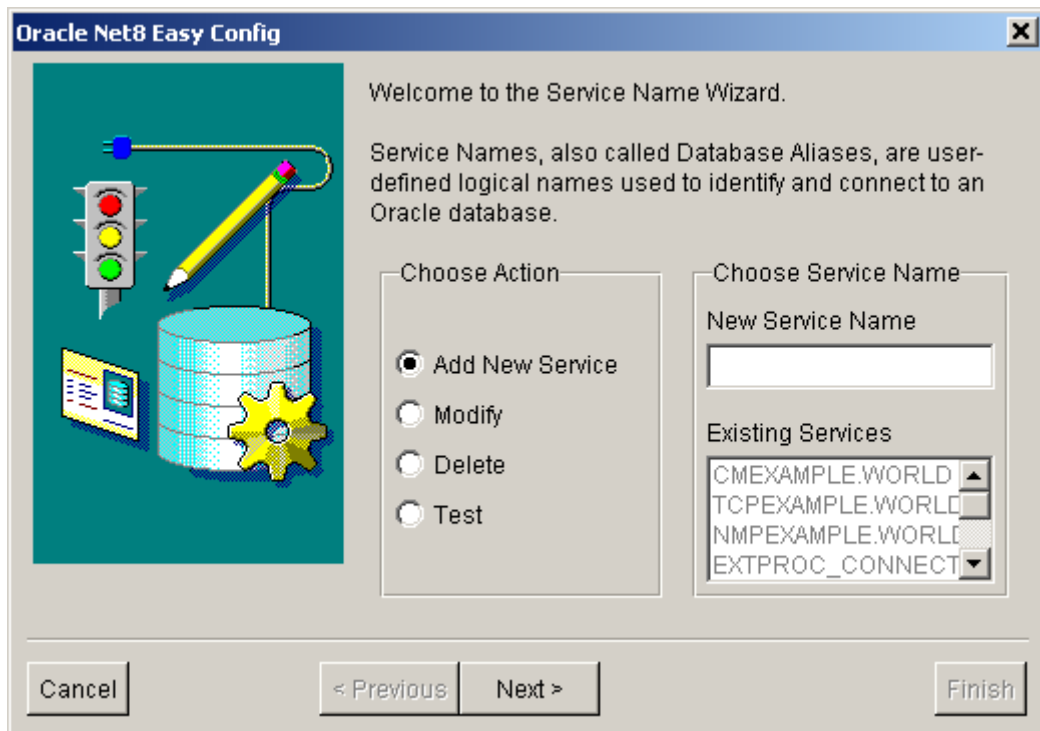 Oracle Net8 Easy Config
Welcome to the Service Name Wizard.
Service Names, also called Database Aliases, are user-
defined logical names used to identify and connect to an
Oracle database.
Choose Action
Add New Service
Modify
Delete
Test
Choose Service Name
New Service Name
Existing Services
CMEXAMPLE.WORLD
TCPEXAMPLE.WORLD
NMPEXAMPLE.WORLD
EXTPROC_CONNECT
Cancel
< Previous
Next >
Finish